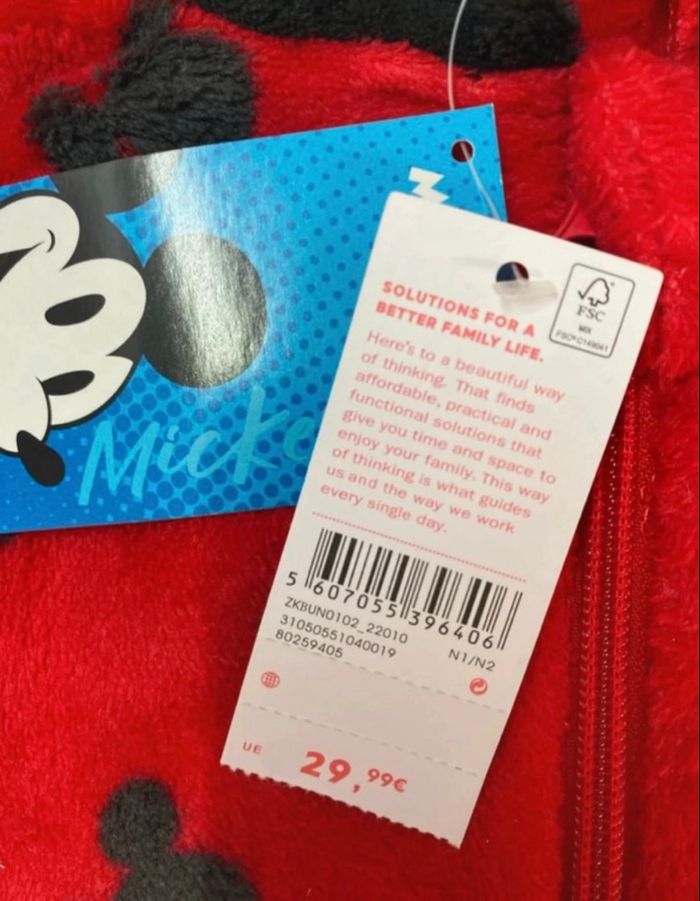 Micke
SOLUTIONS FOR A
BETTER FAMILY LIFE.
Here's to a beautiful way
of thinking. That finds
affordable, practical and
functional solutions that
give you time and space to
enjoy your family. This way
of thinking is what guides
us and the way we work
every single day.
FSC
MIX
FSC® C149041
5 607055 396406
ZKBUN0102_22010
31050551040019
80259405
N1/N2
UE
29,99€